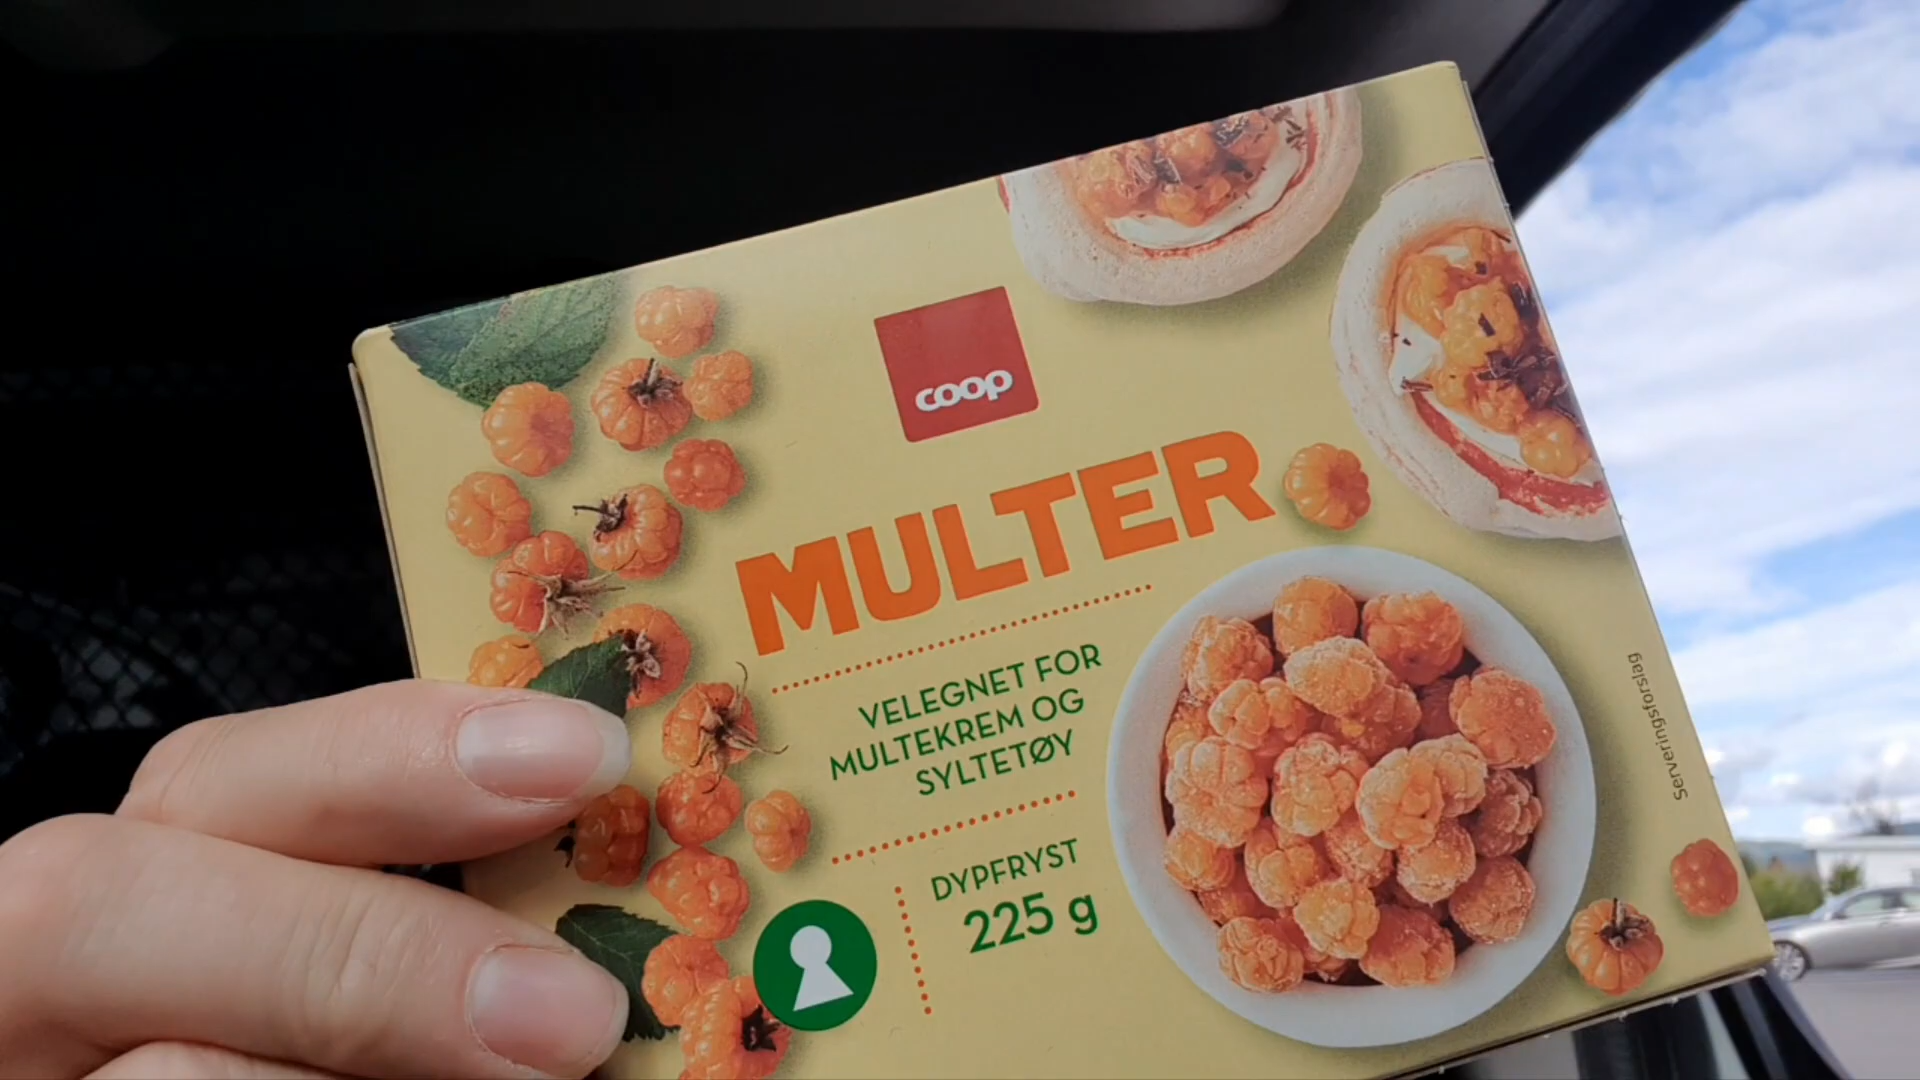 coop
MULTER
VELEGNET FOR
MULTEKREM OG
SYLTETØY
DYPFRYST
225 g
Serveringsforslag